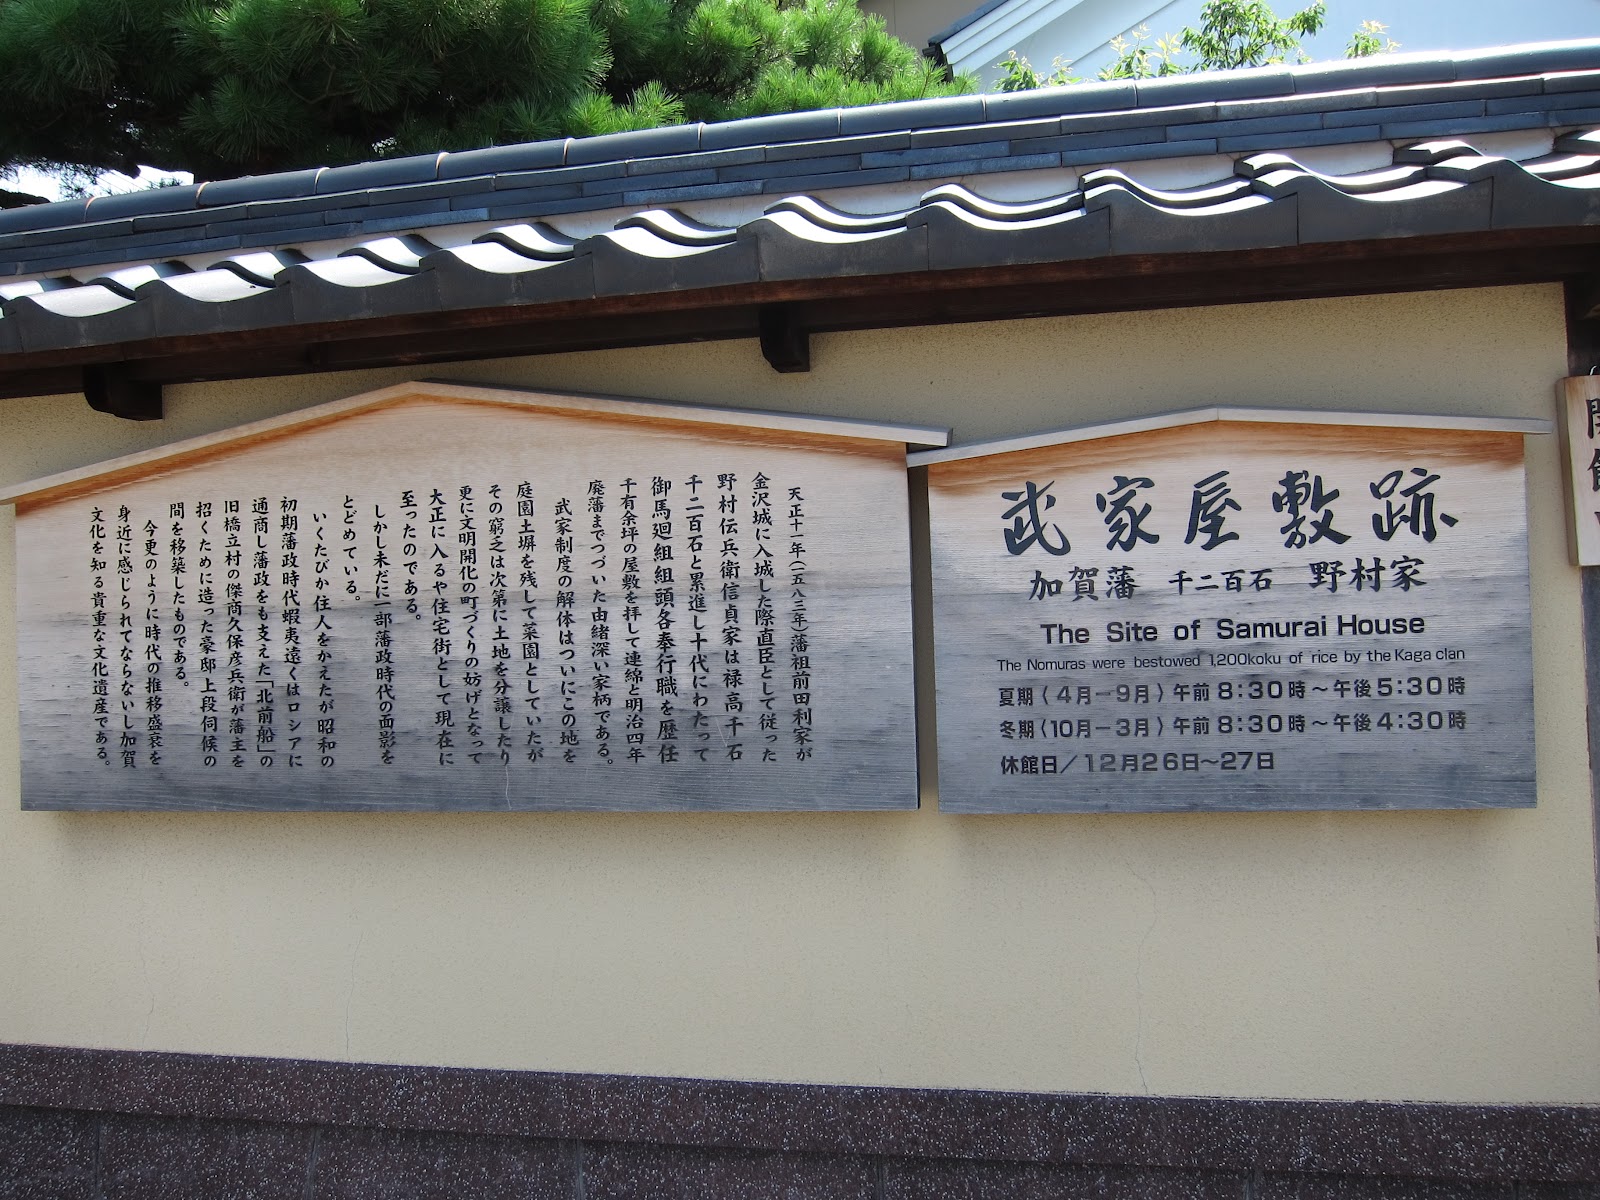 天正十一年(一五八三年)藩祖前田利家が
金沢城に入城した際直臣として従った
野村伝兵衛信貞家は禄高千石
千二百石と累進し十代にわたって
御馬廻組組頭各奉行職を歴任
千有余坪の屋敷を拝して連綿と明治四年
廃藩までつづいた由緒深い家柄である。
武家制度の解体はついにこの地を
庭園土塀を残して菜園としていたが
その窮乏は次第に土地を分譲したり
更に文明開化の町づくりの妨げとなって
大正に入るや住宅街として現在に
至ったのである。
しかし未だに一部藩政時代の面影を
とどめている。
いくたびか住人をかえたが昭和の
初期藩政時代蝦夷遠くはロシアに
通商し藩政をも支えた「北前船」の
旧橋立村の傑商久保彦兵衛が藩主を
招くために造った豪邸上段伺候の
間を移築したものである。
今更のように時代の推移盛衰を
身近に感じられてならないし加賀
文化を知る貴重な文化遺産である。
武家屋敷跡
加賀藩 千二百石 野村家
The Site of Samurai House
The Nomuras were bestowed 1,200koku of rice by the Kaga clan
夏期(4月−9月)午前8:30時~午後5:30時
冬期(10月−3月)午前8:30時~午後4:30時
休館日/12月26日~27日
開館